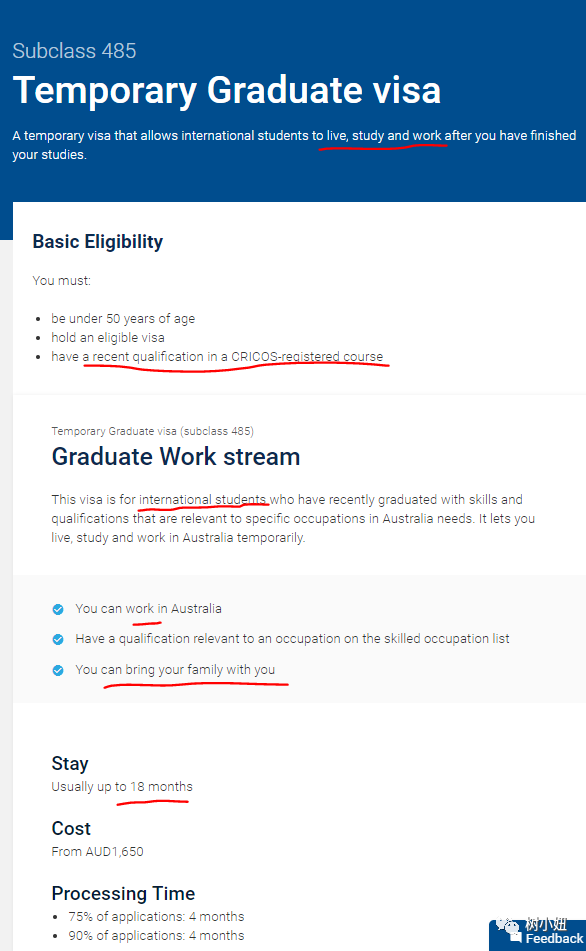 Subclass 485
Temporary Graduate visa
A temporary visa that allows international students to live, study and work after you have finished
your studies.
Basic Eligibility
You must:
be under 50 years of age
hold an eligible visa
have a recent qualification in a CRICOS-registered course
Temporary Graduate visa (subclass 485)
Graduate Work stream
This visa is for international students who have recently graduated with skills and
qualifications that are relevant to specific occupations in Australia needs. It lets you
live, study and work in Australia temporarily.
You can work in Australia
Have a qualification relevant to an occupation on the skilled occupation list
You can bring your family with you
Stay
Usually up to 18 months
Cost
From AUD1,650
Processing Time
75% of applications: 4 months
90% of applications: 4 months
树小妞
Feedback